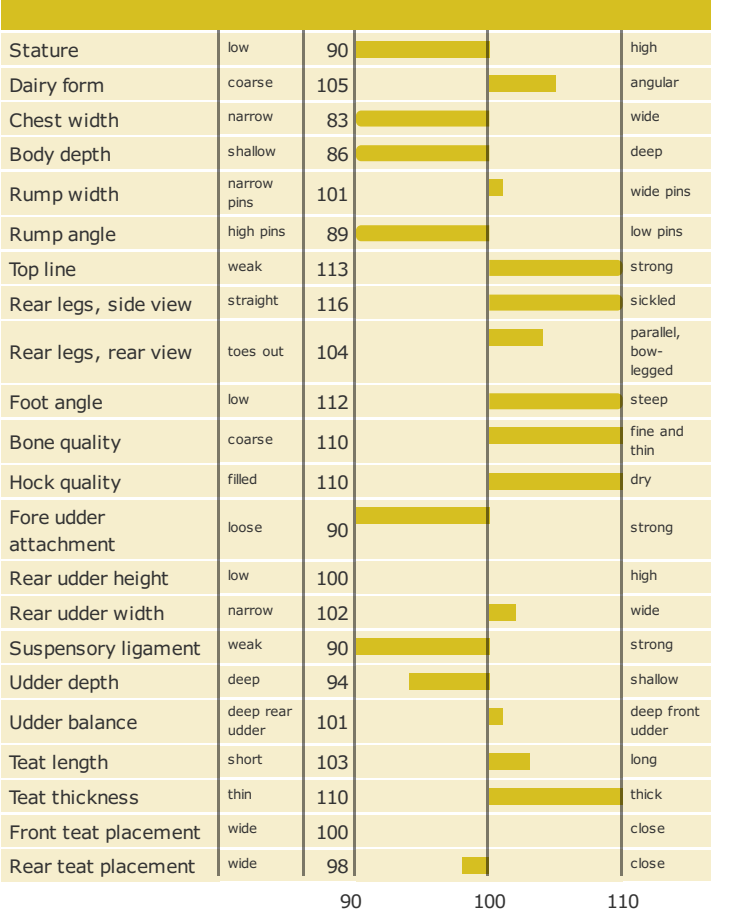 Stature low 90 high
Dairy form coarse 105 angular
Chest width narrow 83 wide
Body depth shallow 86 deep
Rump width narrow pins 101 wide pins
Rump angle high pins 89 low pins
Top line weak 113 strong
Rear legs, side view straight 116 sickled
Rear legs, rear view toes out 104 parallel, bow-legged
Foot angle low 112 steep
Bone quality coarse 110 fine and thin
Hock quality filled 110 dry
Fore udder attachment loose 90 strong
Rear udder height low 100 high
Rear udder width narrow 102 wide
Suspensory ligament weak 90 strong
Udder depth deep 94 shallow
Udder balance deep rear udder 101 deep front udder
Teat length short 103 long
Teat thickness thin 110 thick
Front teat placement wide 100 close
Rear teat placement wide 98 close
90 100 110